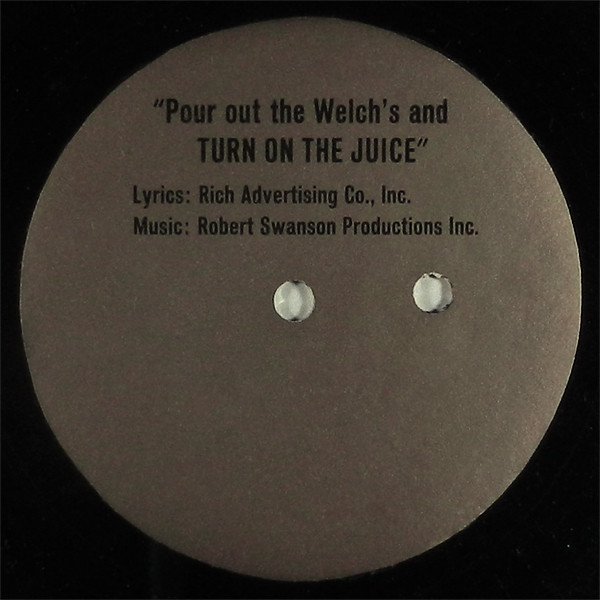 "Pour out the Welch's and
TURN ON THE JUICE"
Lyrics: Rich Advertising Co., Inc.
Music: Robert Swanson Productions Inc.